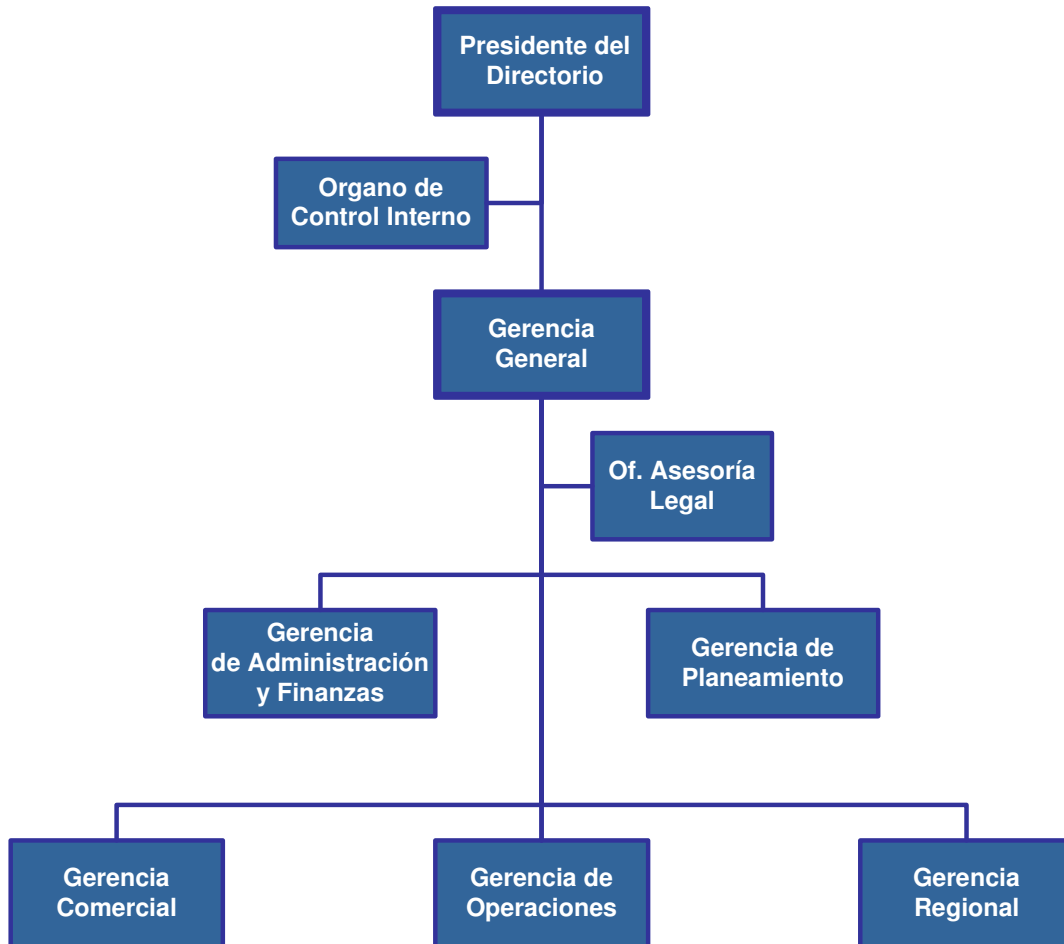 Presidente del
Directorio
Organo de
Control Interno
Gerencia
General
Of. Asesoría
Legal
Gerencia
de Administración
y Finanzas
Gerencia de
Planeamiento
Gerencia
Comercial
Gerencia de
Operaciones
Gerencia
Regional